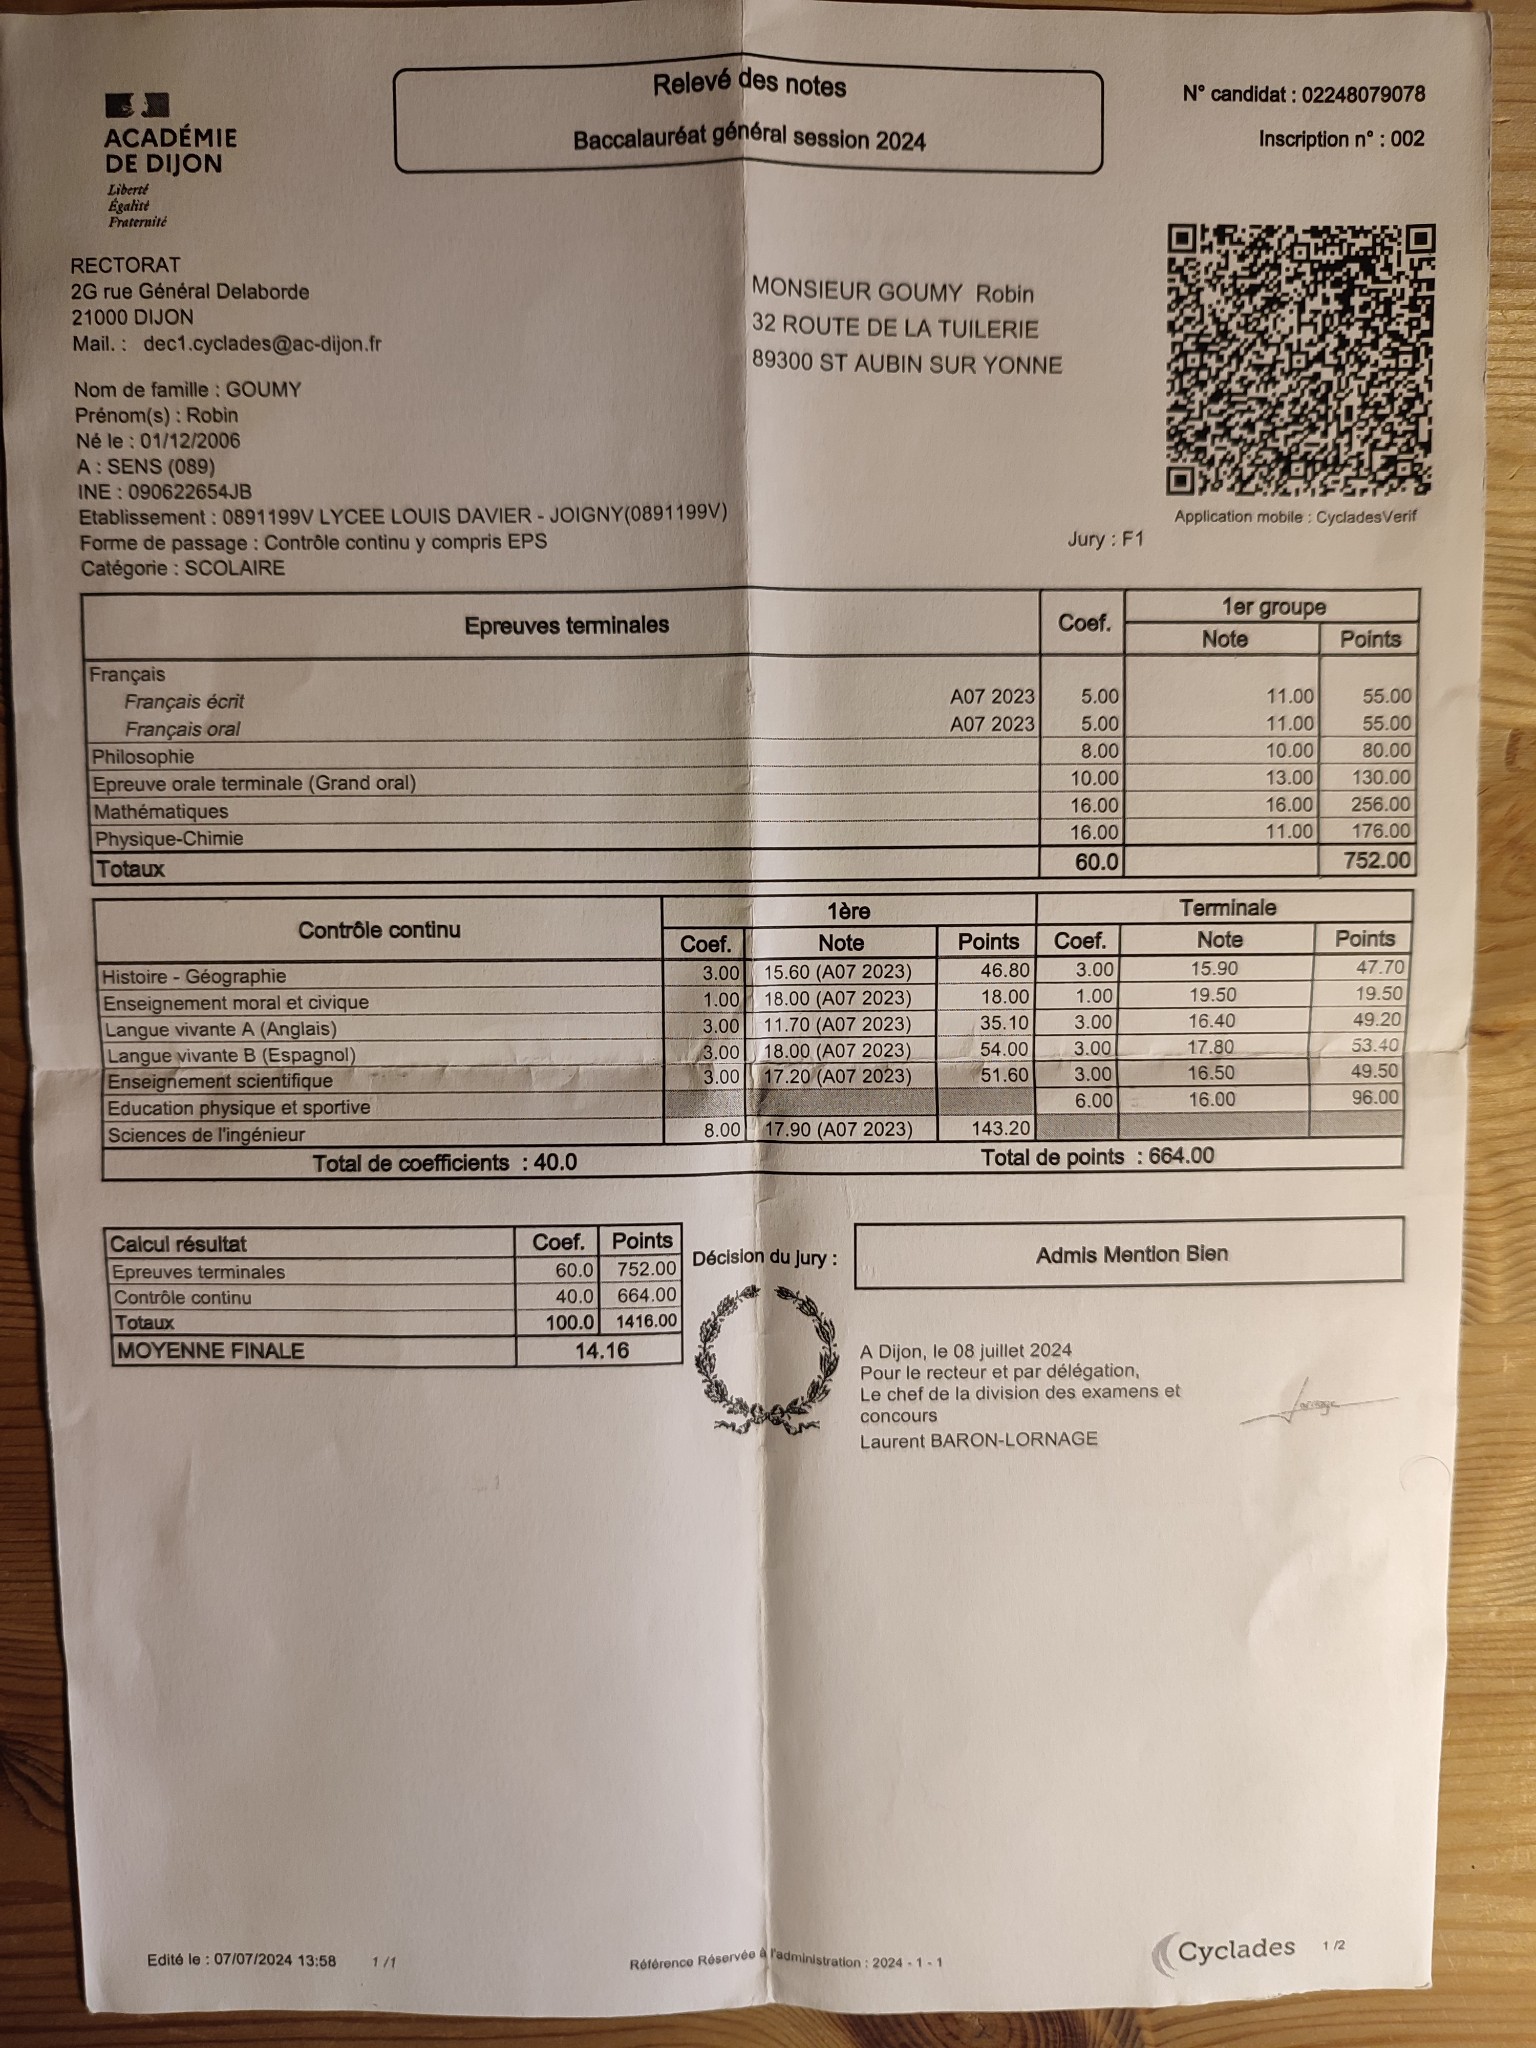 Relevé des notes
Baccalauréat général session 2024
N° candidat : 02248079078
Inscription n° : 002
ACADÉMIE
DE DIJON
Liberté
Égalité
Fraternité
RECTORAT
2G rue Général Delaborde
21000 DIJON
Mail. : dec1.cyclades@ac-dijon.fr
MONSIEUR GOUMY Robin
32 ROUTE DE LA TUILERIE
89300 ST AUBIN SUR YONNE
Nom de famille : GOUMY
Prénom(s) : Robin
Né le : 01/12/2006
A : SENS (089)
INE : 090622654JB
Etablissement : 0891199V LYCEE LOUIS DAVIER - JOIGNY(0891199V)
Forme de passage : Contrôle continu y compris EPS
Catégorie : SCOLAIRE
Application mobile : CycladesVerif
Jury : F1
Epreuves terminales Coef. 1er groupe
Note Points
Français
Français écrit A07 2023 5.00 11.00 55.00
Français oral A07 2023 5.00 11.00 55.00
Philosophie 8.00 10.00 80.00
Epreuve orale terminale (Grand oral) 10.00 13.00 130.00
Mathématiques 16.00 16.00 256.00
Physique-Chimie 16.00 11.00 176.00
Totaux 60.0 752.00
Contrôle continu 1ère Terminale
Coef. Note Points Coef. Note Points
Histoire - Géographie 3.00 15.60 (A07 2023) 46.80 3.00 15.90 47.70
Enseignement moral et civique 1.00 18.00 (A07 2023) 18.00 1.00 19.50 19.50
Langue vivante A (Anglais) 3.00 11.70 (A07 2023) 35.10 3.00 16.40 49.20
Langue vivante B (Espagnol) 3.00 18.00 (A07 2023) 54.00 3.00 17.80 53.40
Enseignement scientifique 3.00 17.20 (A07 2023) 51.60 3.00 16.50 49.50
Education physique et sportive 6.00 16.00 96.00
Sciences de l'ingénieur 8.00 17.90 (A07 2023) 143.20
Total de coefficients : 40.0 Total de points : 664.00
Calcul résultat Coef. Points
Epreuves terminales 60.0 752.00
Contrôle continu 40.0 664.00
Totaux 100.0 1416.00
MOYENNE FINALE 14.16
Décision du jury :
Admis Mention Bien
A Dijon, le 08 juillet 2024
Pour le recteur et par délégation,
Le chef de la division des examens et
concours
Laurent BARON-LORNAGE
Edité le : 07/07/2024 13:58 1 /1
Référence Réservée à l'administration : 2024 - 1 - 1
Cyclades 1 /2